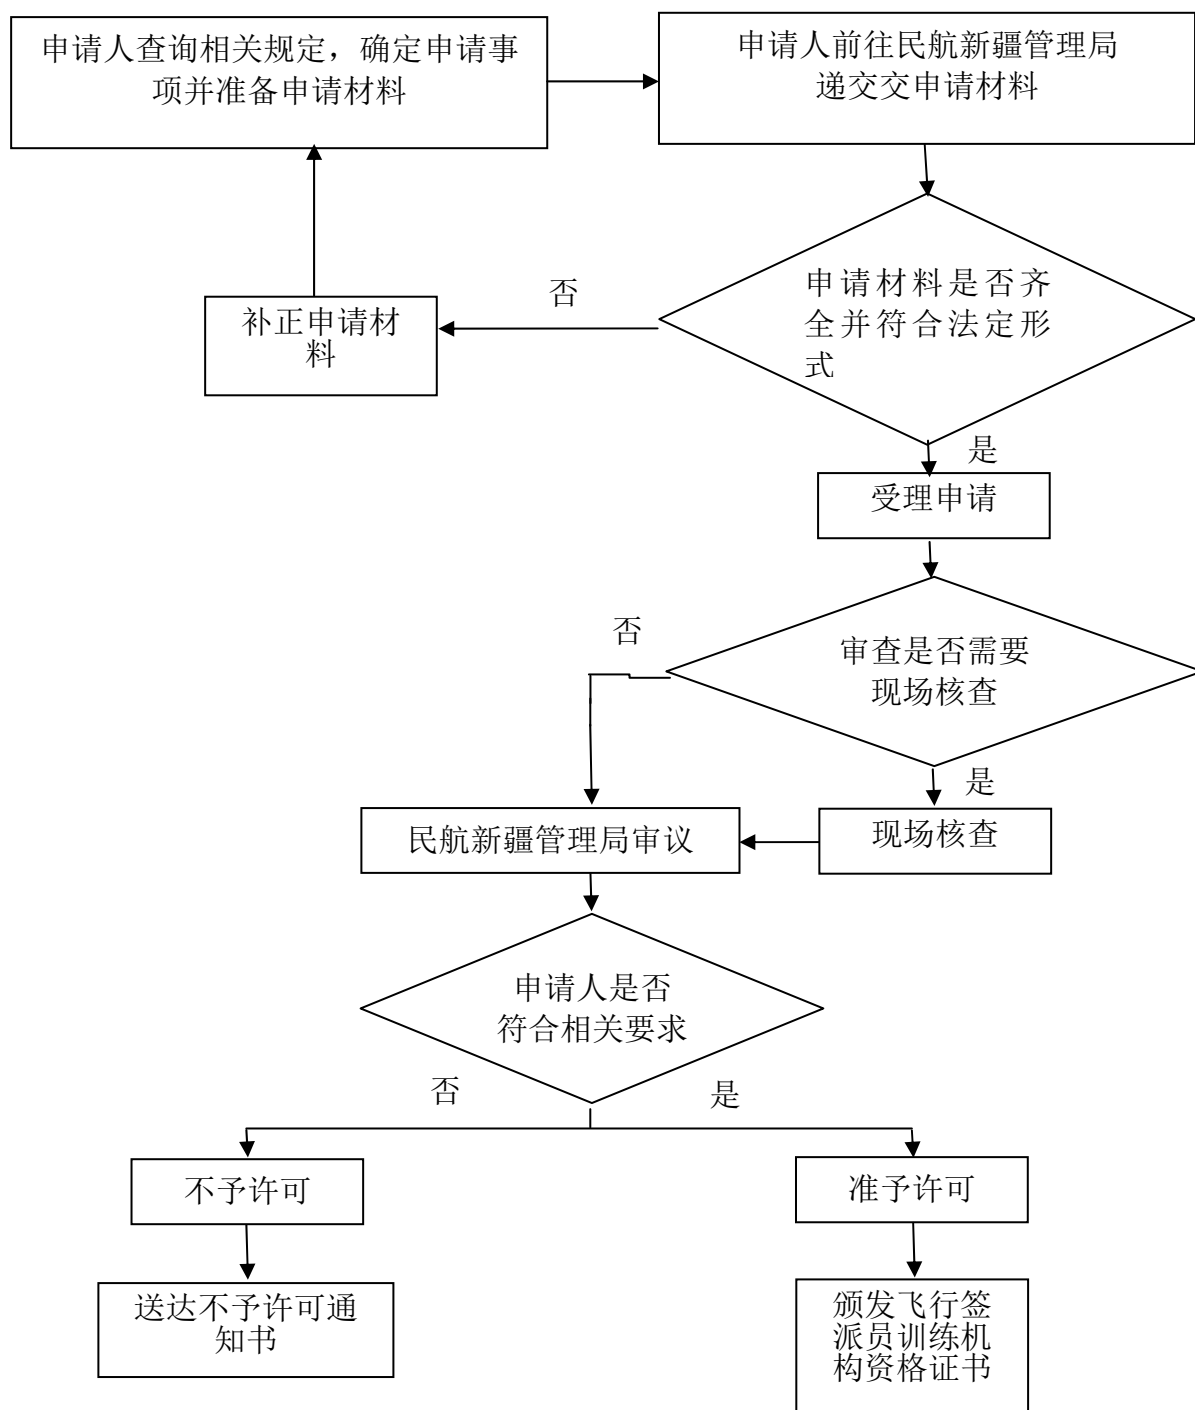 申请人查询相关规定，确定申请事
项并准备申请材料
申请人前往民航新疆管理局
递交交申请材料
申请材料是否齐
全并符合法定形
式
否
补正申请材
料
是
受理申请
审查是否需要
现场核查
否
是
现场核查
民航新疆管理局审议
申请人是否
符合相关要求
否
是
不予许可
准予许可
送达不予许可通
知书
颁发飞行签
派员训练机
构资格证书